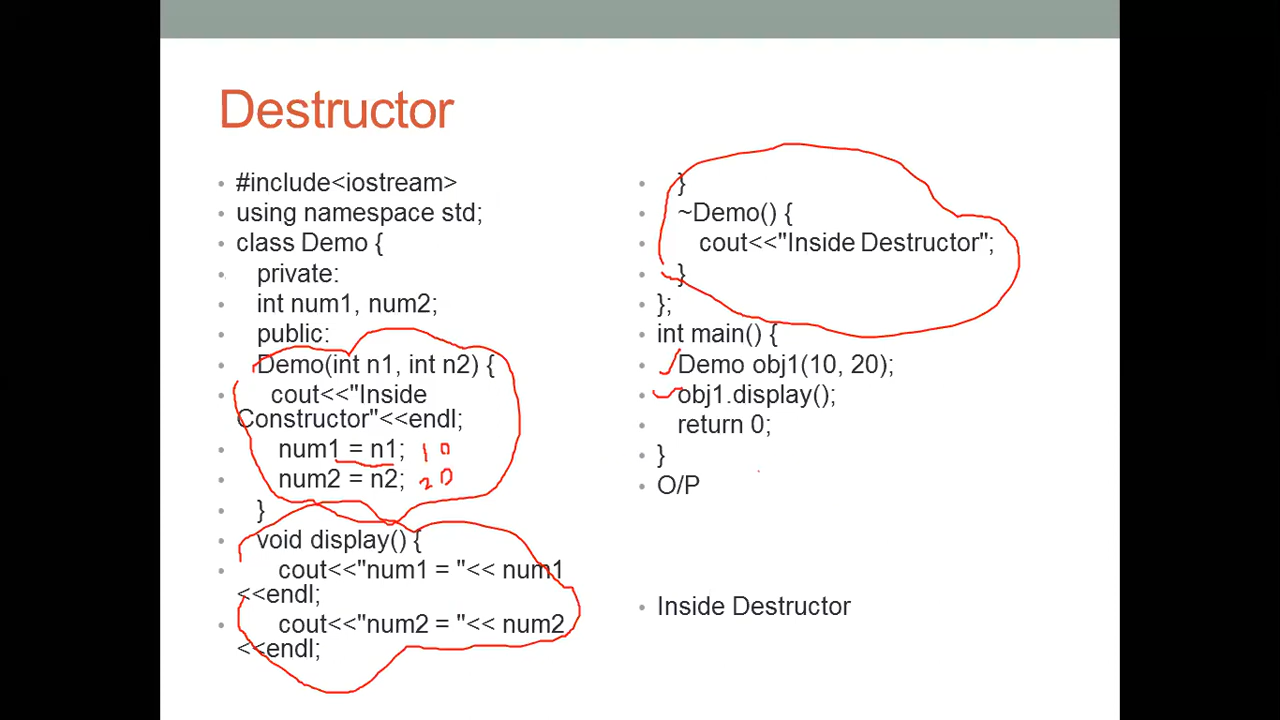 Destructor
#include<iostream>
using namespace std;
class Demo {
private:
int num1, num2;
public:
Demo(int n1, int n2) {
cout<<"Inside
Constructor"<<endl;
num1 = n1; 10
num2 = n2; 20
}
void display() {
cout<<"num1 = "<< num1
<<endl;
cout<<"num2 = "<< num2
<<endl;
}
~Demo() {
cout<<"Inside Destructor";
}
};
int main() {
Demo obj1(10, 20);
obj1.display();
return 0;
}
O/P
Inside Destructor